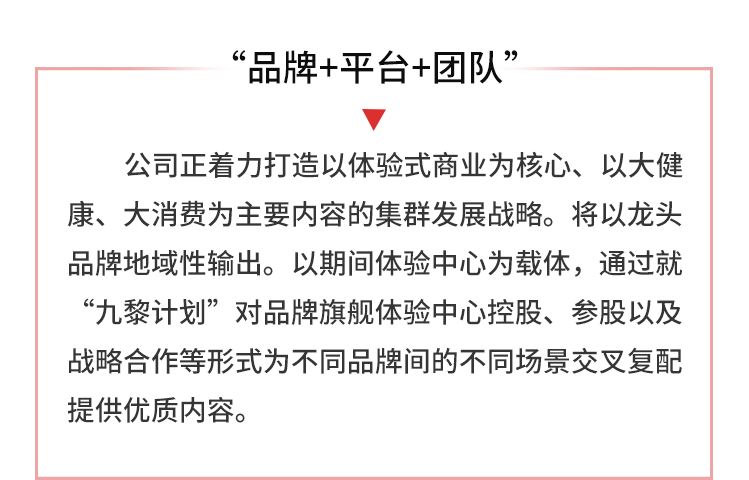 “品牌+平台+团队”
公司正着力打造以体验式商业为核心、以大健
康、大消费为主要内容的集群发展战略。将以龙头
品牌地域性输出。以期间体验中心为载体，通过就
“九黎计划”对品牌旗舰体验中心控股、参股以及
战略合作等形式为不同品牌间的不同场景交叉复配
提供优质内容。